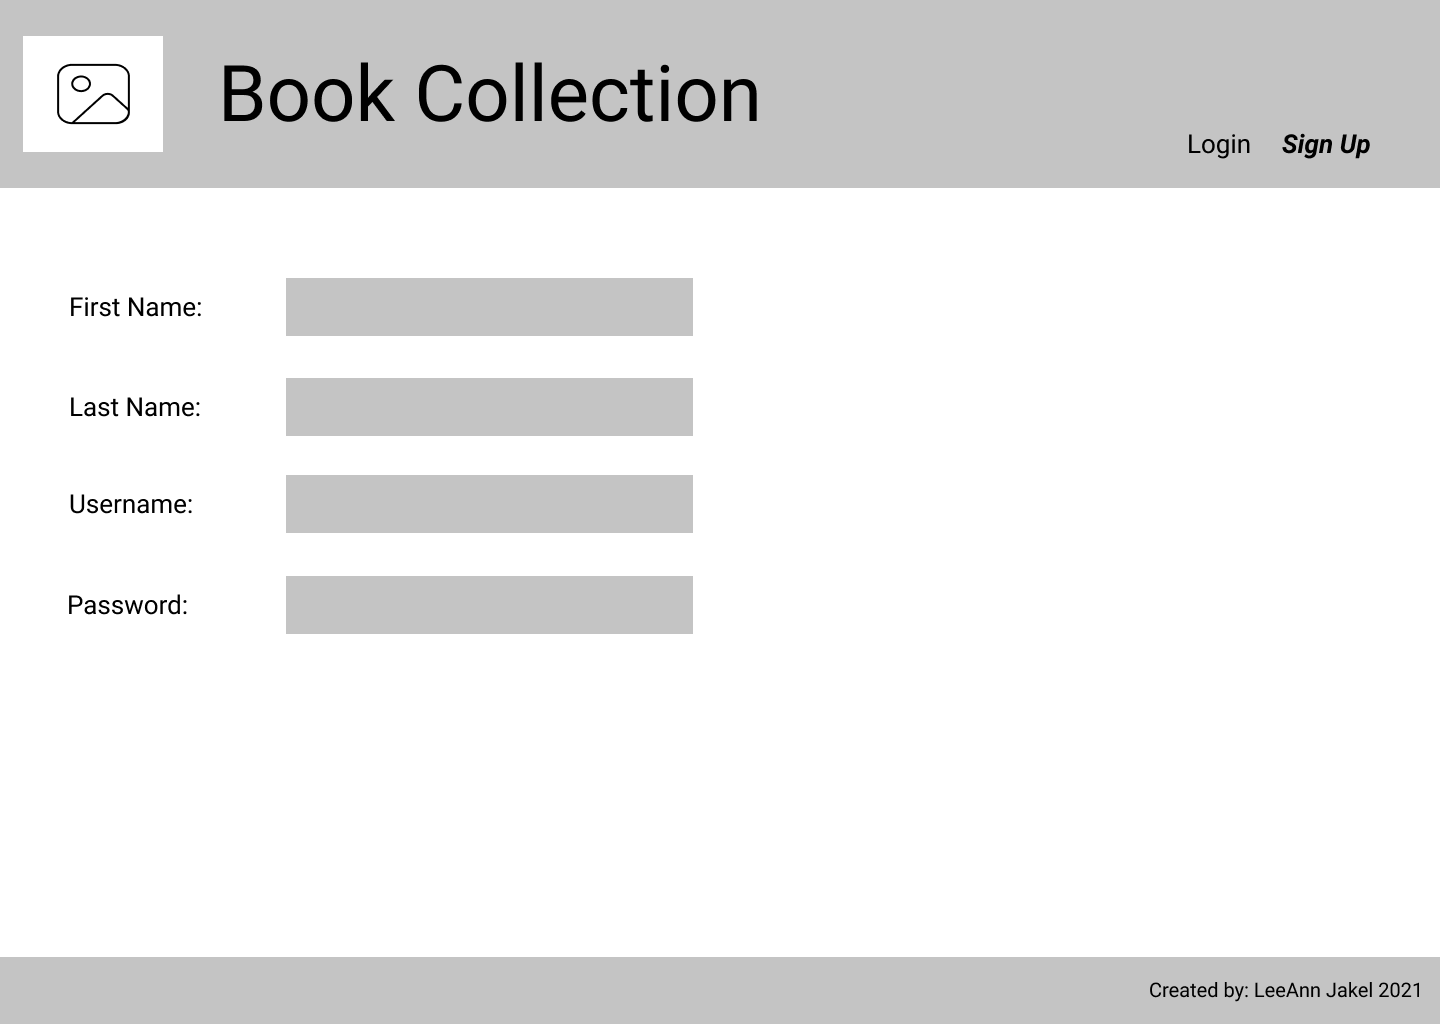 Book Collection
Login Sign Up
First Name:
Last Name:
Username:
Password:
Created by: LeeAnn Jakel 2021